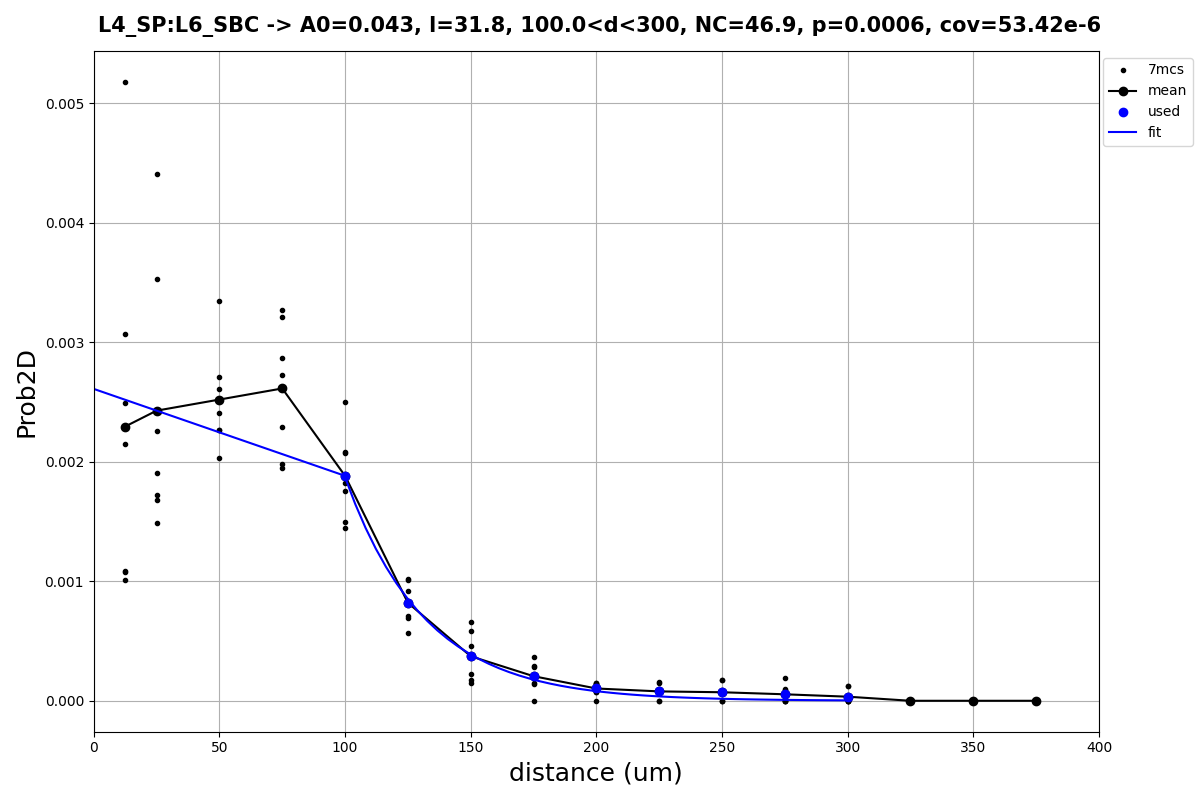 L4_SP:L6_SBC -> A0=0.043, l=31.8, 100.0<d<300, NC=46.9, p=0.0006, cov=53.42e-6
7mcs
mean
used
fit
0.005
0.004
0.003
0.002
0.001
0.000
Prob2D
0 50 100 150 200 250 300 350 400
distance (um)